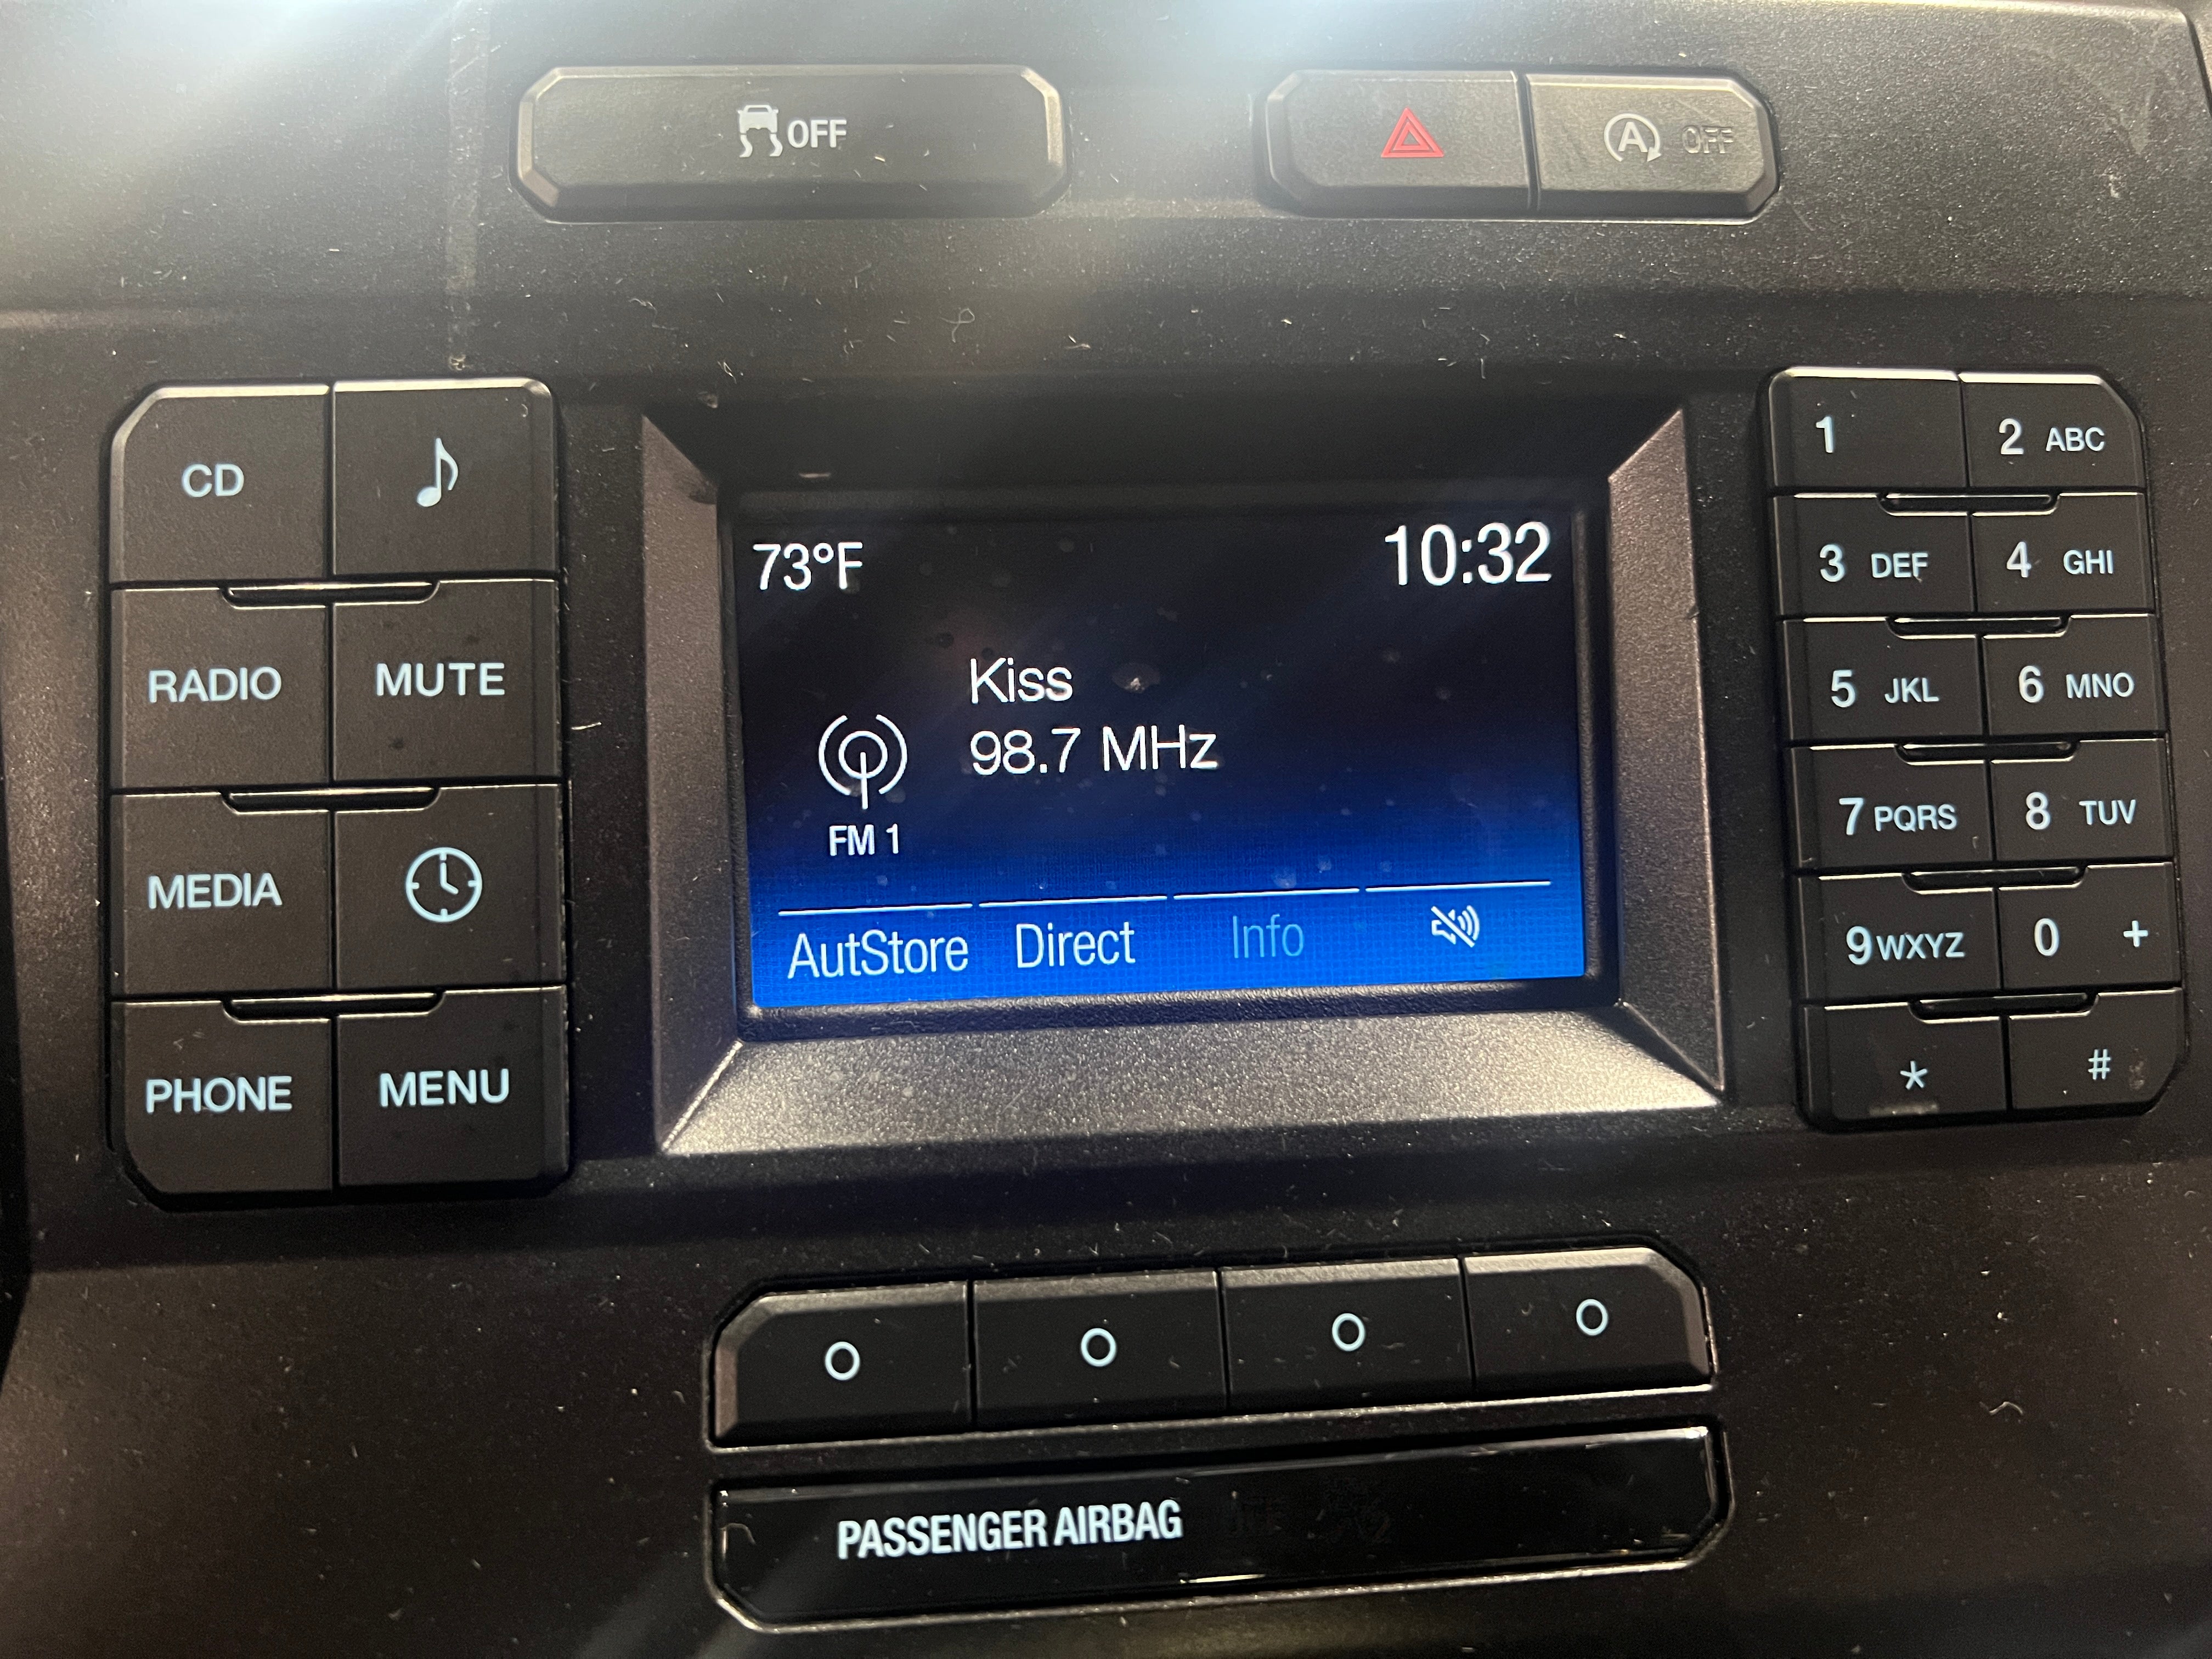 OFF
OFF
CD
RADIO MUTE
MEDIA
PHONE MENU
73°F 10:32
Kiss
98.7 MHz
FM 1
AutStore Direct Info
1 2 ABC
3 DEF 4 GHI
5 JKL 6 MNO
7 PQRS 8 TUV
9 WXYZ 0 +
* #
PASSENGER AIRBAG